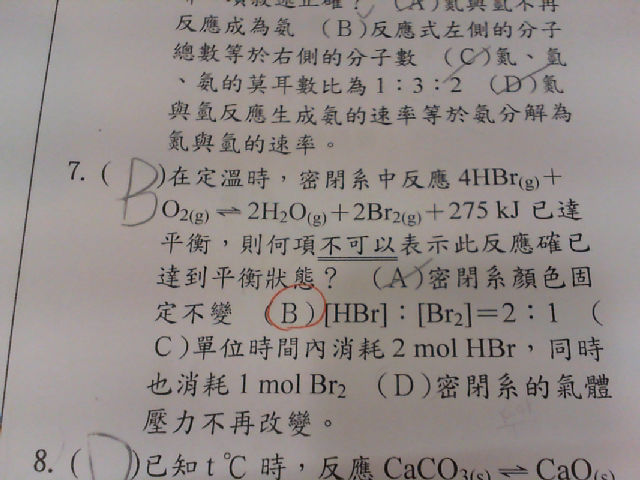 項敘述正確？ (A)氮與氫不再
反應成為氨 (B)反應式左側的分子
總數等於右側的分子數 (C)氮、氫
、氨的莫耳數比為1：3：2 (D)氮
與氫反應生成氨的速率等於氨分解為
氮與氫的速率。
7. ( B )在定溫時，密閉系中反應 4HBr(g)＋
O2(g) ⇌ 2H2O(g)＋2Br2(g)＋275 kJ 已達
平衡，則何項不可以表示此反應確已
達到平衡狀態？ (A)密閉系顏色固
定不變 (B)[HBr]：[Br2]＝2：1 (
C)單位時間內消耗 2 mol HBr，同時
也消耗 1 mol Br2 (D)密閉系的氣體
壓力不再改變。
8. ( D )已知 t℃ 時，反應 CaCO3(s) ⇌ CaO(s)